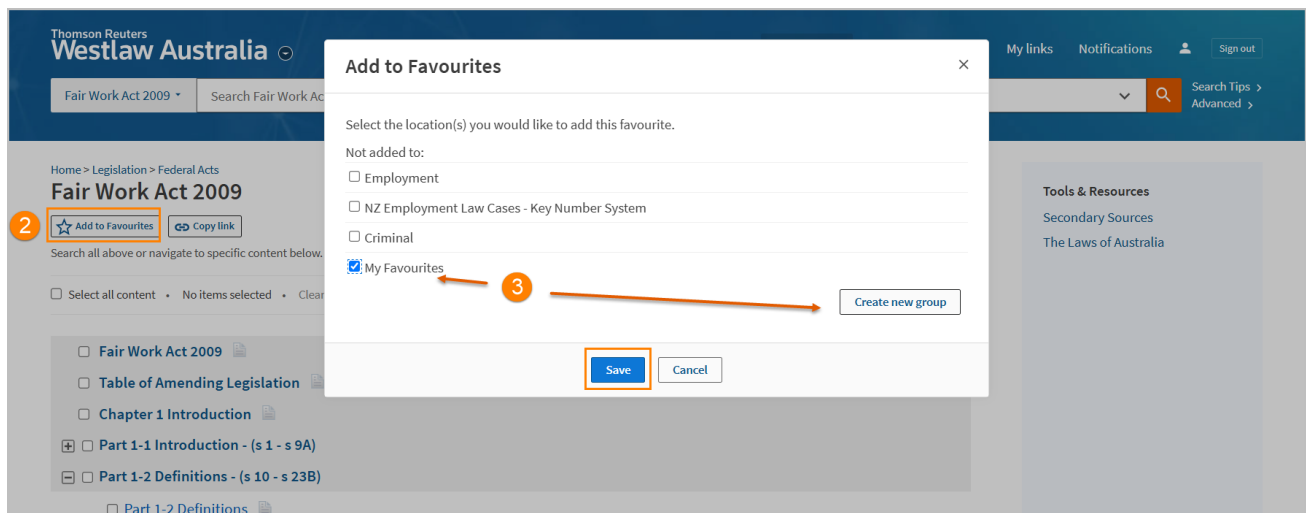 Thomson Reuters
Westlaw Australia
My links Notifications Sign out
Fair Work Act 2009 Search Fair Work Ac
Search Tips >
Advanced >
Add to Favourites ×
Select the location(s) you would like to add this favourite.
Not added to:
Employment
NZ Employment Law Cases - Key Number System
Criminal
My Favourites
3
Create new group
Save Cancel
Home > Legislation > Federal Acts
Fair Work Act 2009
2 Add to Favourites Copy link
Search all above or navigate to specific content below.
Select all content • No items selected • Clear
Fair Work Act 2009
Table of Amending Legislation
Chapter 1 Introduction
Part 1-1 Introduction - (s 1 - s 9A)
Part 1-2 Definitions - (s 10 - s 23B)
Part 1-2 Definitions
Tools & Resources
Secondary Sources
The Laws of Australia